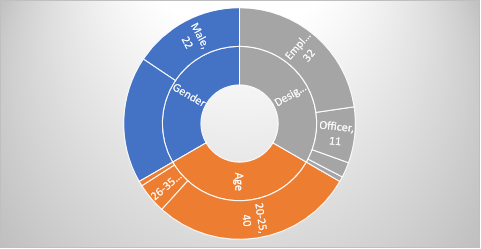 Male,
22
Gender
Empl...
32
Desig...
Officer,
11
Age
26-35...
20-25,
40